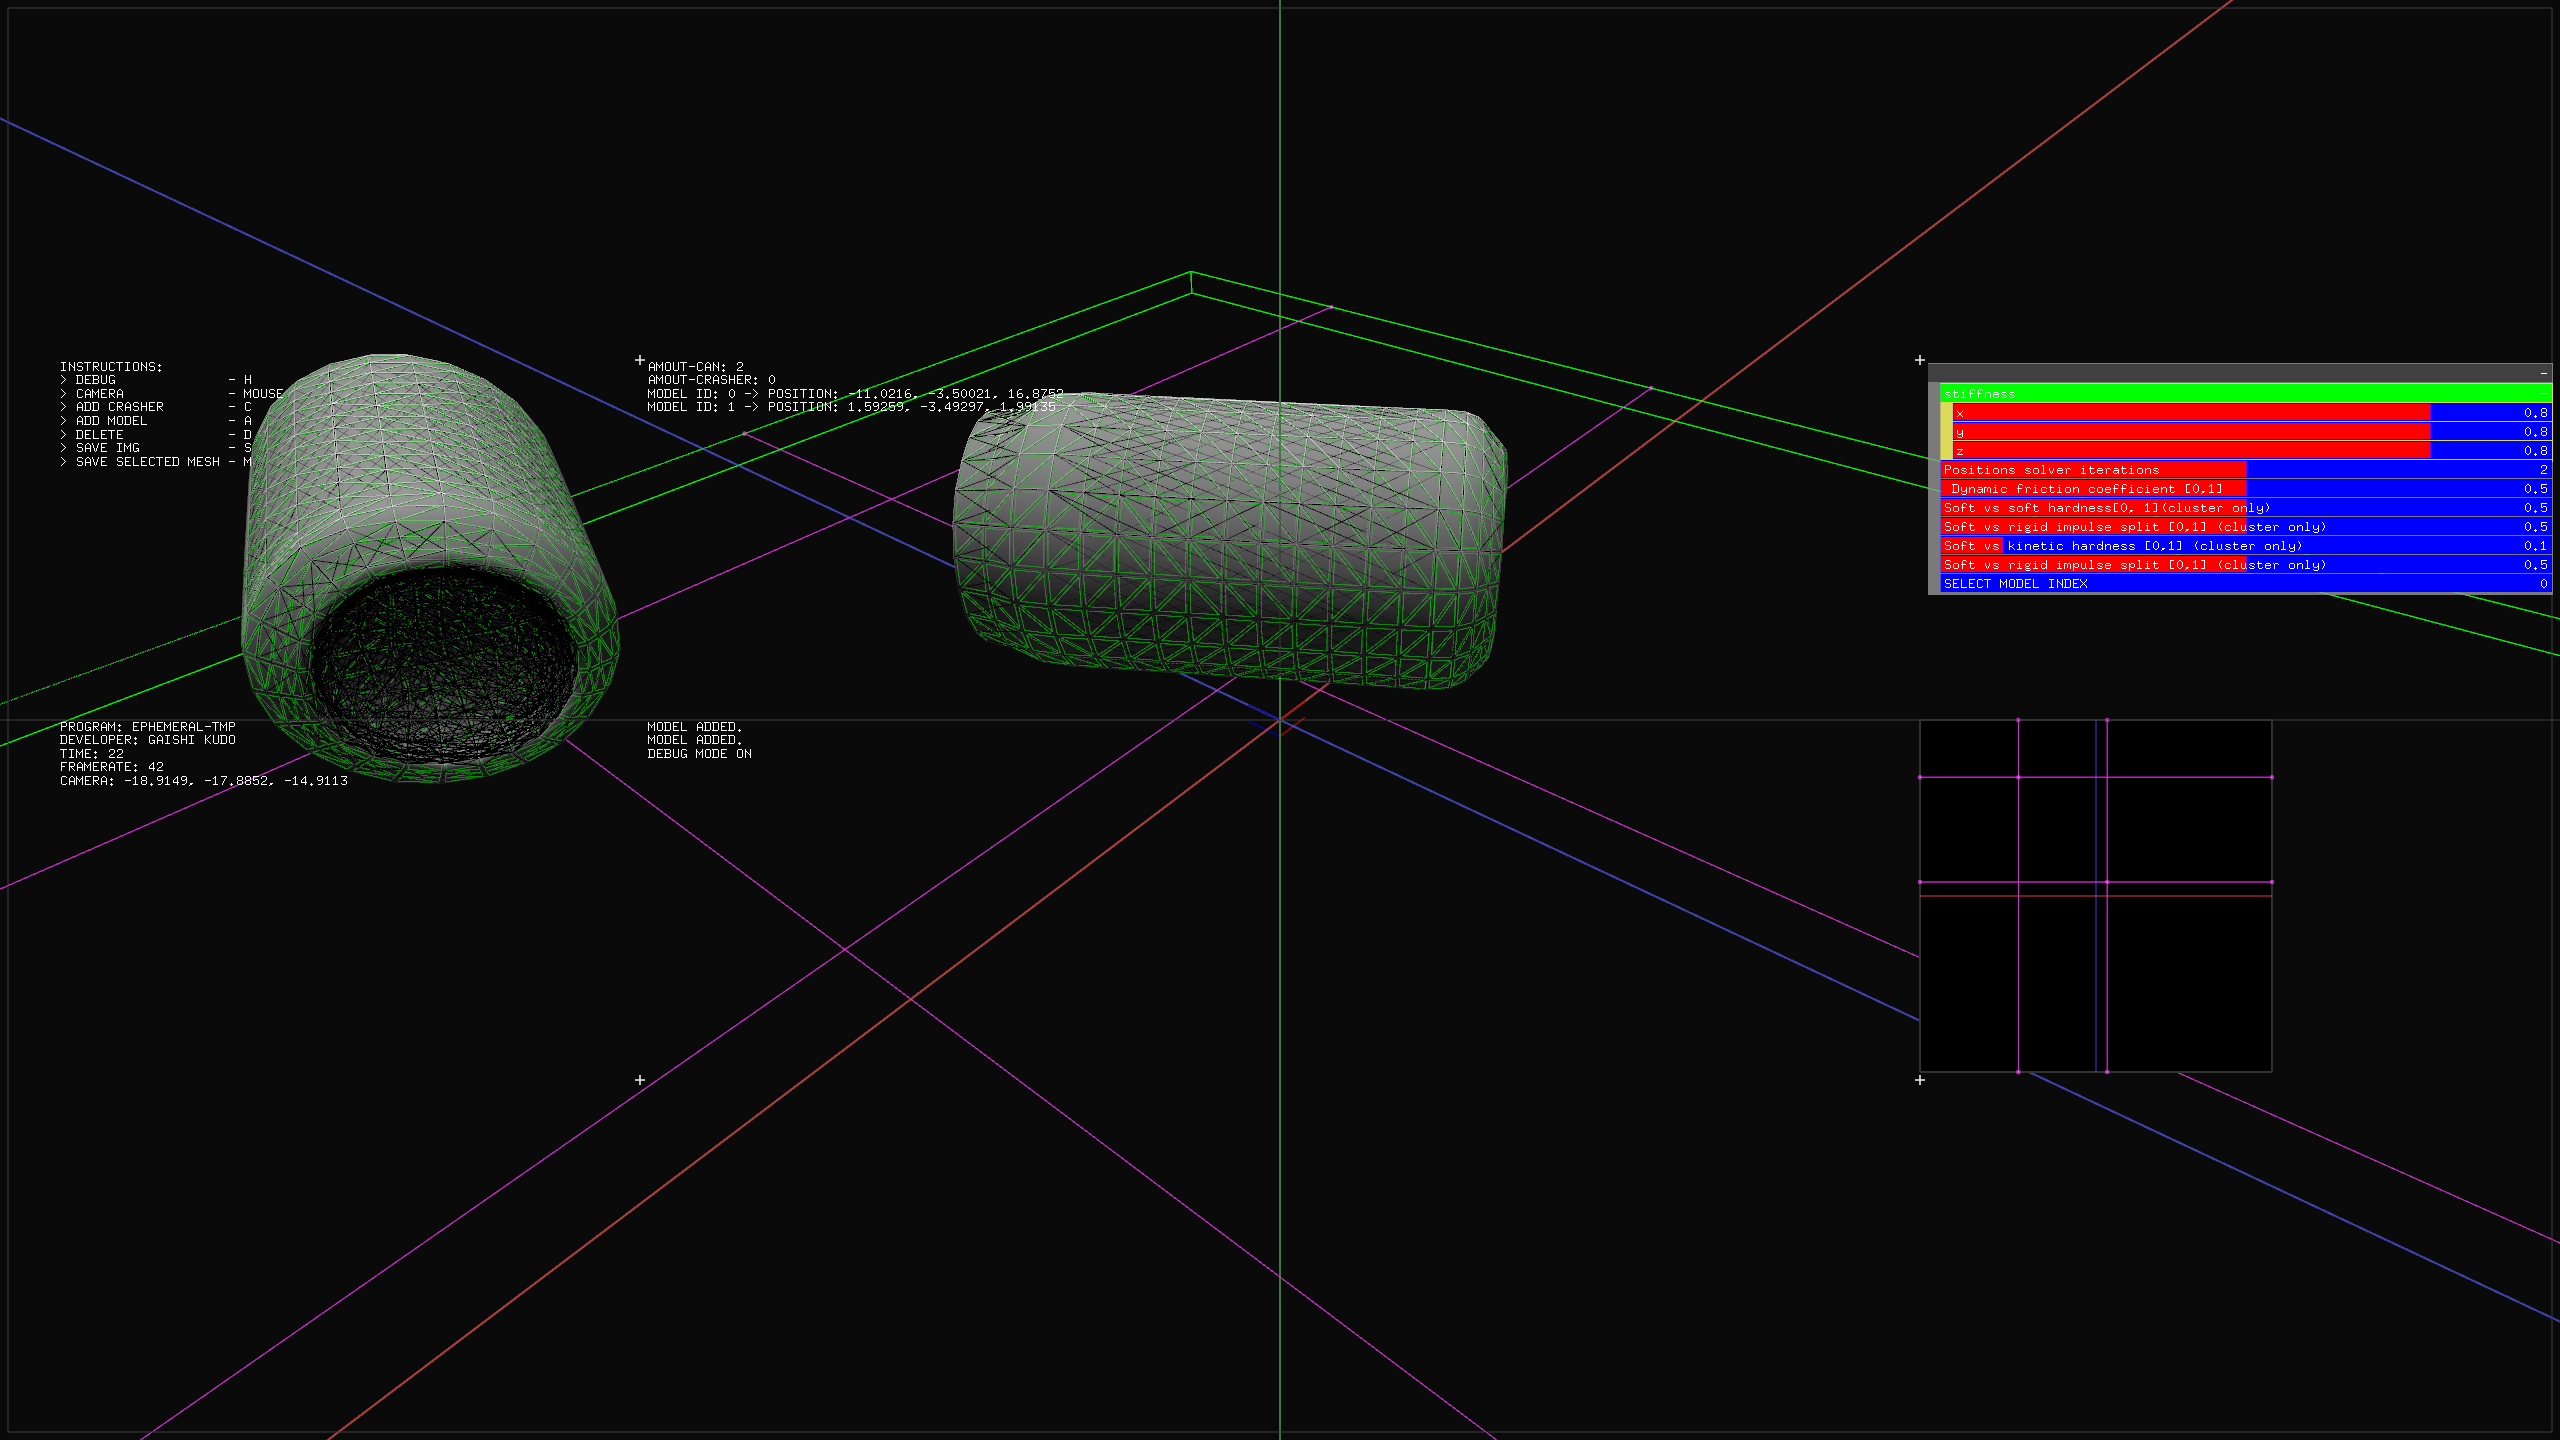 INSTRUCTIONS:
> DEBUG - H
> CAMERA - MOUSE
> ADD CRASHER - C
> ADD MODEL - A
> DELETE - D
> SAVE IMG - S
> SAVE SELECTED MESH - M
AMOUT-CAN: 2
AMOUT-CRASHER: 0
MODEL ID: 0 -> POSITION: -11.0216, -3.50021, 16.8752
MODEL ID: 1 -> POSITION: 1.59259, -3.49297, 1.99135
stiffness
x 0.8
y 0.8
z 0.8
Positions solver iterations 2
Dynamic friction coefficient [0,1] 0.5
Soft vs soft hardness[0, 1](cluster only) 0.5
Soft vs rigid impulse split [0,1] (cluster only) 0.5
Soft vs kinetic hardness [0,1] (cluster only) 0.1
Soft vs rigid impulse split [0,1] (cluster only) 0.5
SELECT MODEL INDEX 0
PROGRAM: EPHEMERAL-TMP
DEVELOPER: GAISHI KUDO
TIME: 22
FRAMERATE: 42
CAMERA: -18.9149, -17.8852, -14.9113
MODEL ADDED.
MODEL ADDED.
DEBUG MODE ON